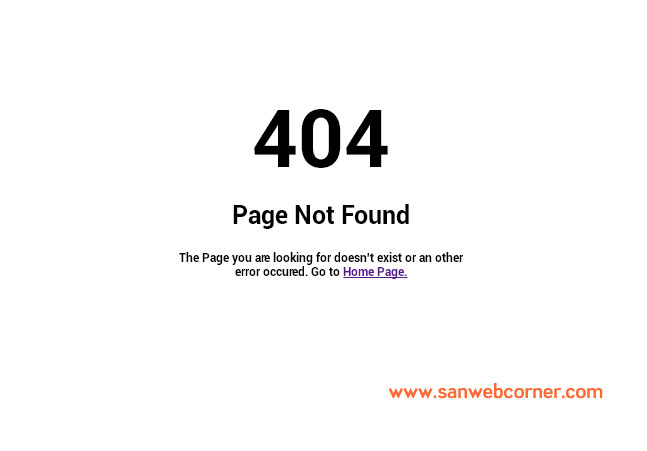 404
Page Not Found
The Page you are looking for doesn't exist or an other
error occured. Go to Home Page.
www.sanwebcorner.com